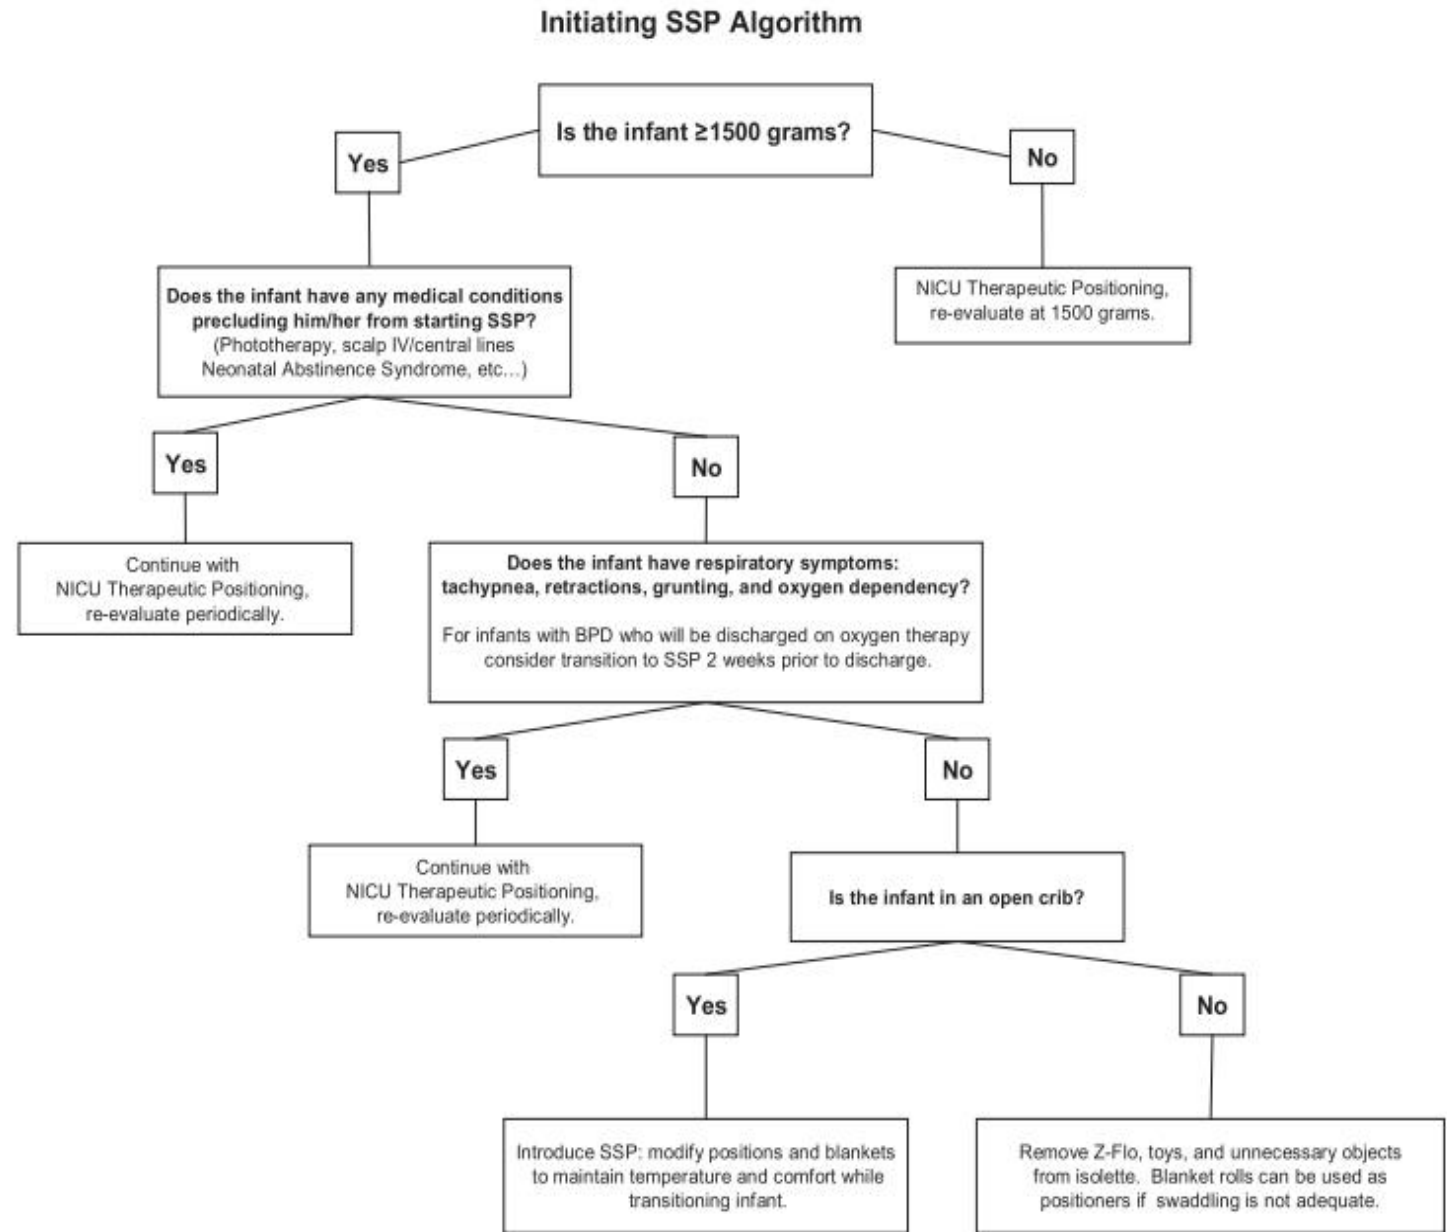 Initiating SSP Algorithm
Is the infant ≥1500 grams?
Yes
No
Does the infant have any medical conditions
precluding him/her from starting SSP?
(Phototherapy, scalp IV/central lines
Neonatal Abstinence Syndrome, etc...)
NICU Therapeutic Positioning,
re-evaluate at 1500 grams.
Yes
No
Continue with
NICU Therapeutic Positioning,
re-evaluate periodically.
Does the infant have respiratory symptoms:
tachypnea, retractions, grunting, and oxygen dependency?
For infants with BPD who will be discharged on oxygen therapy
consider transition to SSP 2 weeks prior to discharge.
Yes
No
Continue with
NICU Therapeutic Positioning,
re-evaluate periodically.
Is the infant in an open crib?
Yes
No
Introduce SSP: modify positions and blankets
to maintain temperature and comfort while
transitioning infant.
Remove Z-Flo, toys, and unnecessary objects
from isolette. Blanket rolls can be used as
positioners if swaddling is not adequate.